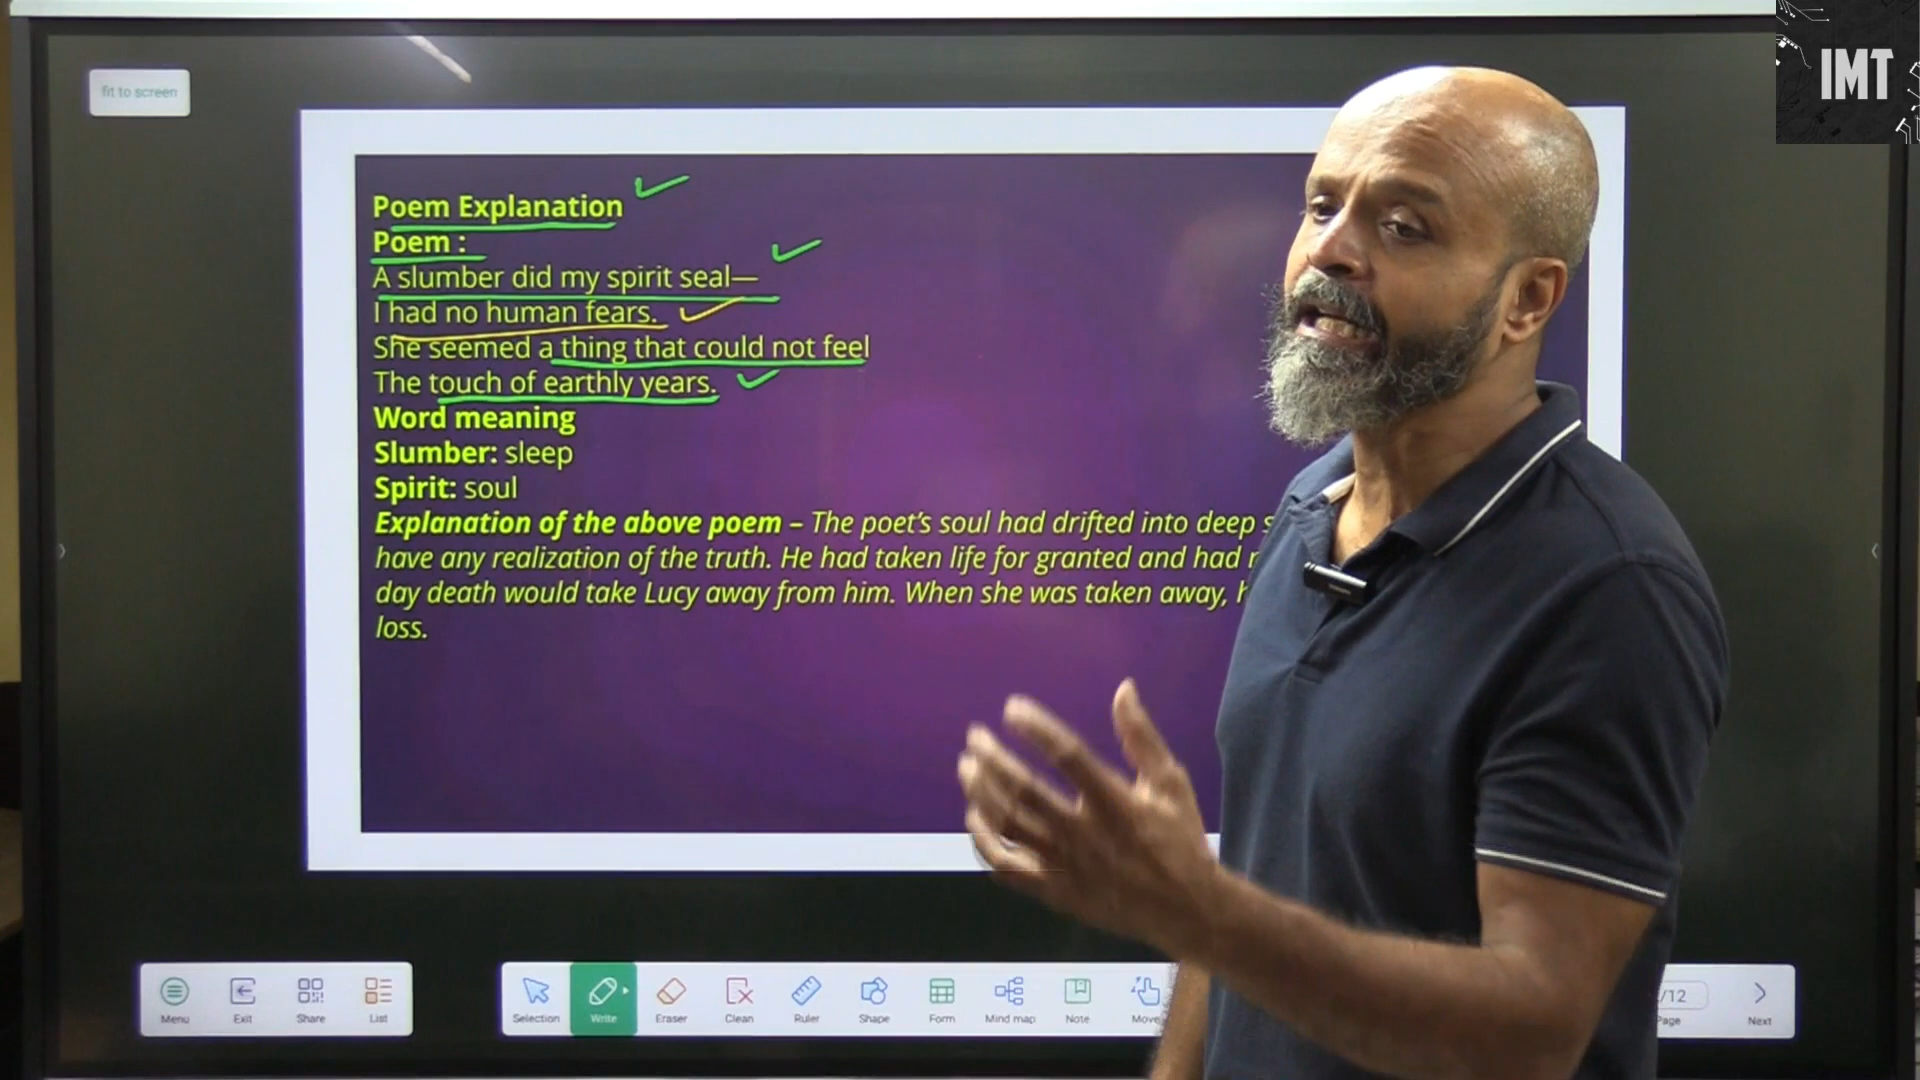 IMT
fit to screen
Poem Explanation
Poem :
A slumber did my spirit seal—
I had no human fears.
She seemed a thing that could not feel
The touch of earthly years.
Word meaning
Slumber: sleep
Spirit: soul
Explanation of the above poem – The poet's soul had drifted into deep
have any realization of the truth. He had taken life for granted and had
day death would take Lucy away from him. When she was taken away,
loss.
Menu
Exit
Share
List
Selection
Write
Eraser
Clean
Ruler
Shape
Form
Mind map
Note
Move
/12
Page
Next